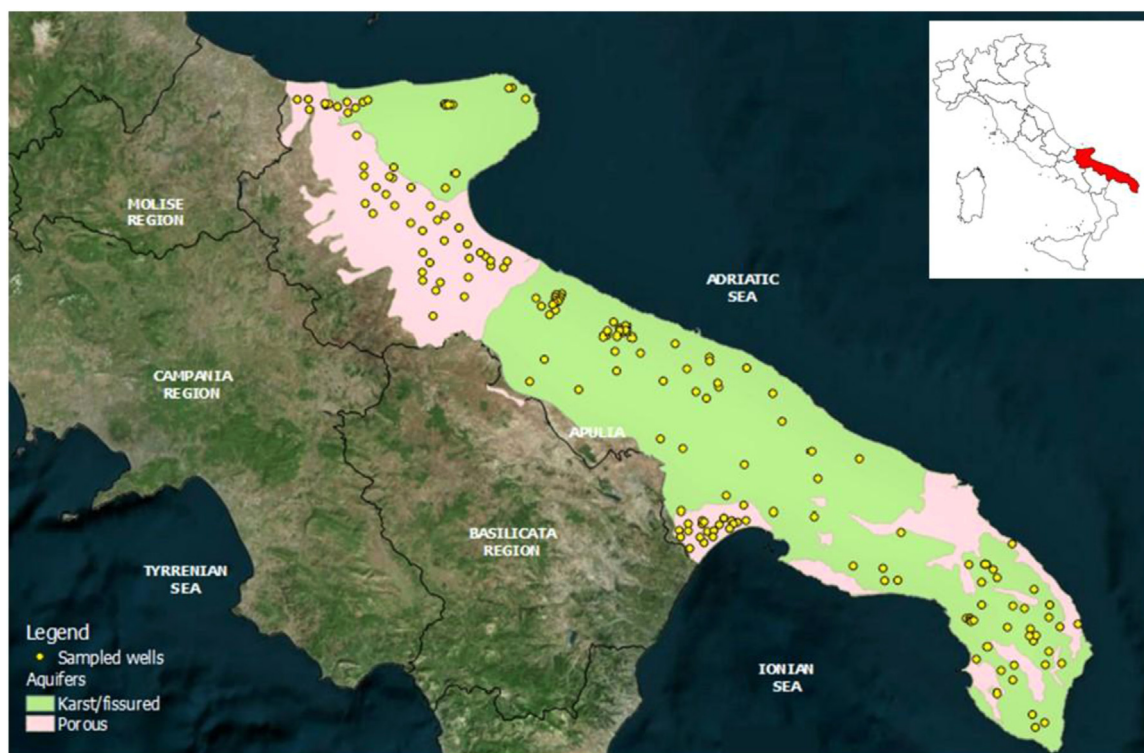 MOLISE
REGION
ADRIATIC
SEA
CAMPANIA
REGION
APULIA
BASILICATA
REGION
TYRRENIAN
SEA
IONIAN
SEA
Legend
Sampled wells
Aquifers
Karst/fissured
Porous